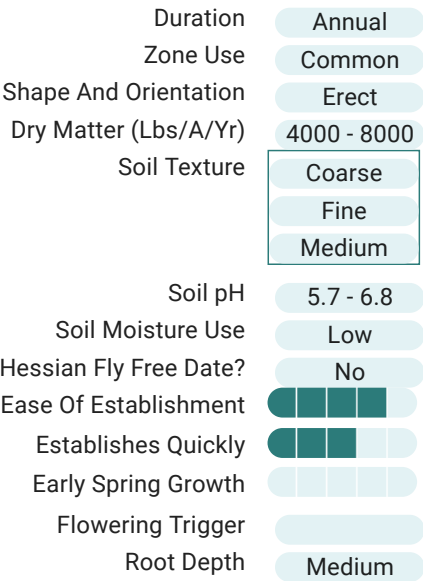 Duration Annual
Zone Use Common
Shape And Orientation Erect
Dry Matter (Lbs/A/Yr) 4000 - 8000
Soil Texture Coarse
Fine
Medium
Soil pH 5.7 - 6.8
Soil Moisture Use Low
Hessian Fly Free Date? No
Ease Of Establishment
Establishes Quickly
Early Spring Growth
Flowering Trigger
Root Depth Medium